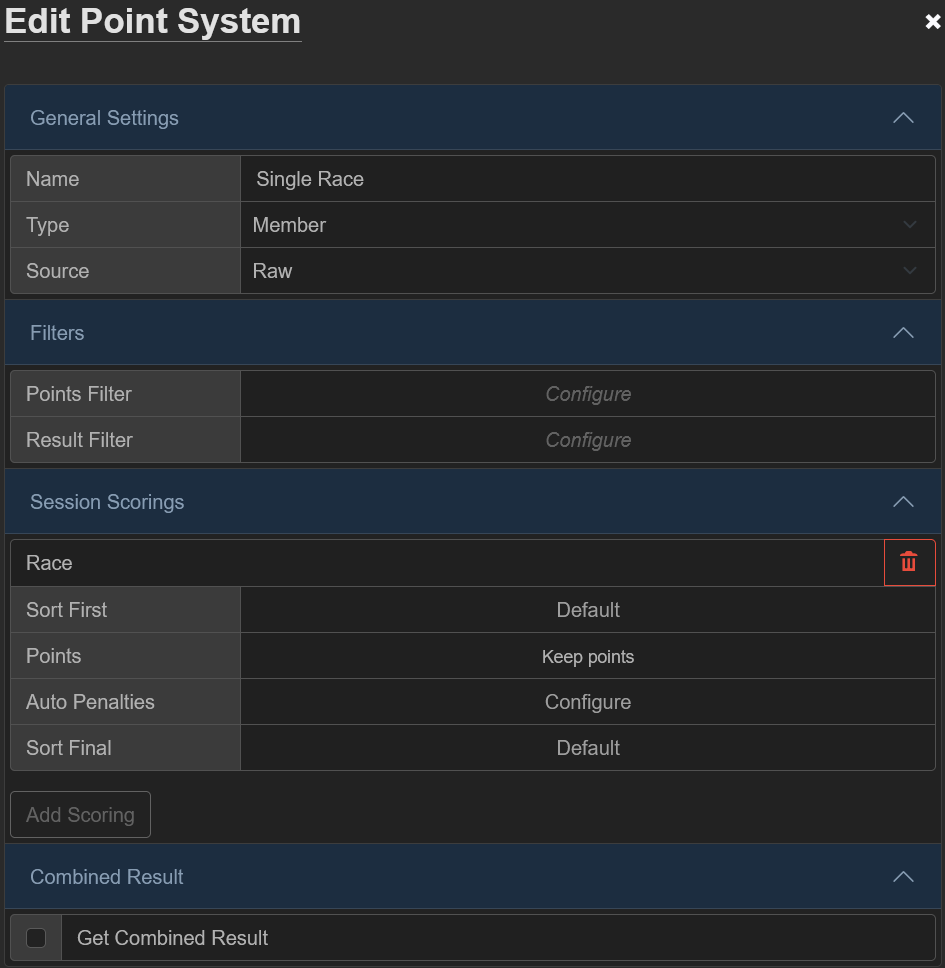 Edit Point System
General Settings
Name Single Race
Type Member
Source Raw
Filters
Points Filter Configure
Result Filter Configure
Session Scorings
Race
Sort First Default
Points Keep points
Auto Penalties Configure
Sort Final Default
Add Scoring
Combined Result
Get Combined Result